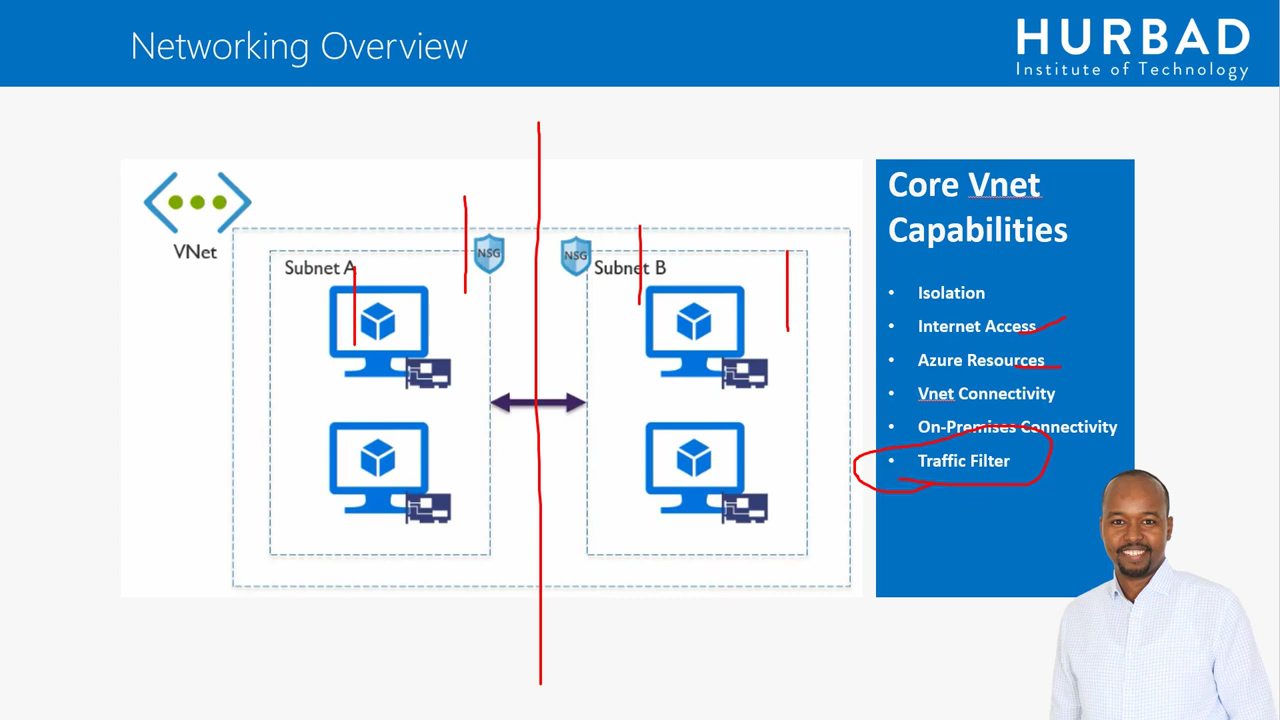 Networking Overview
HURBAD
Institute of Technology
VNet
NSG
NSG
Subnet A
Subnet B
Core Vnet
Capabilities
• Isolation
• Internet Access
• Azure Resources
• Vnet Connectivity
• On-Premises Connectivity
• Traffic Filter